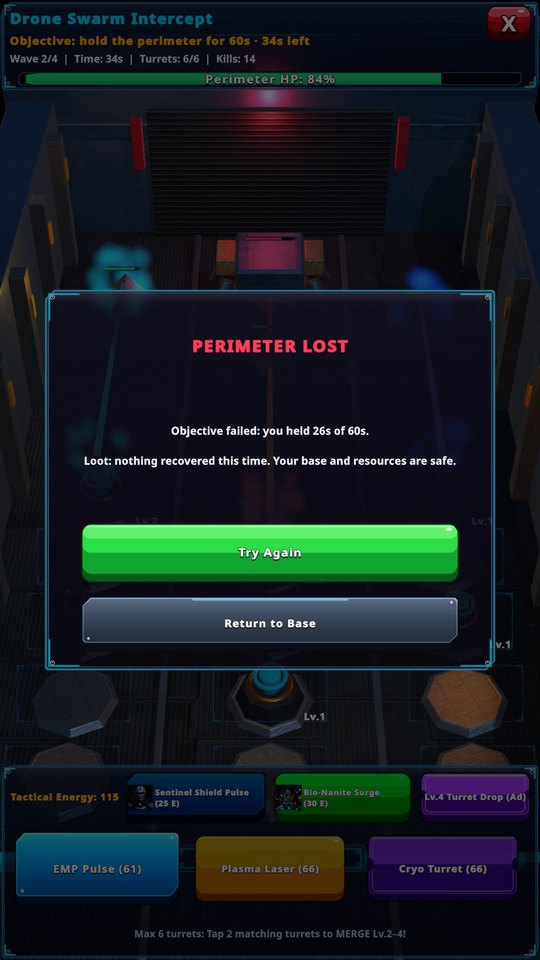 Drone Swarm Intercept
X
Objective: hold the perimeter for 60s · 34s left
Wave 2/4 | Time: 34s | Turrets: 6/6 | Kills: 14
Perimeter HP: 84%
PERIMETER LOST
Objective failed: you held 26s of 60s.
Loot: nothing recovered this time. Your base and resources are safe.
Lv.2
Lv.1
Try Again
Return to Base
v.1
Lv.1
Tactical Energy: 115
Sentinel Shield Pulse
(25 E)
Bio-Nanite Surge
(30 E)
Lv.4 Turret Drop (Ad)
EMP Pulse (61)
Plasma Laser (66)
Cryo Turret (66)
Max 6 turrets: Tap 2 matching turrets to MERGE Lv.2–4!